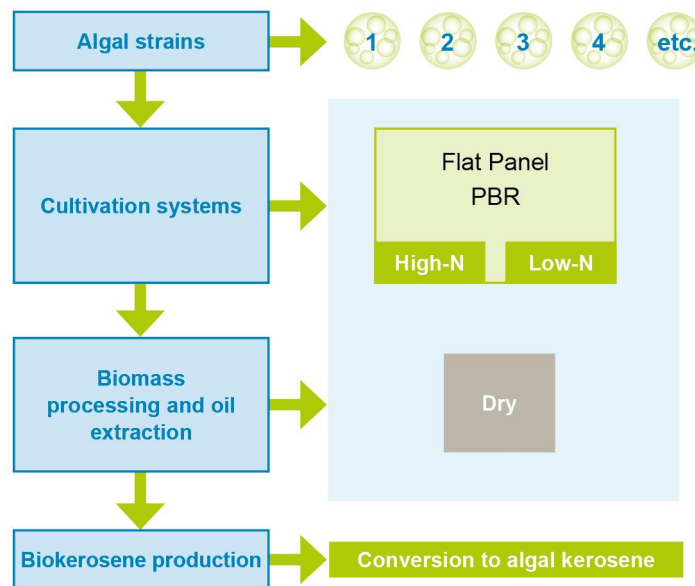 Algal strains
1 2 3 4 etc.
Cultivation systems
Flat Panel
PBR
High-N Low-N
Biomass
processing and oil
extraction
Dry
Biokerosene production
Conversion to algal kerosene